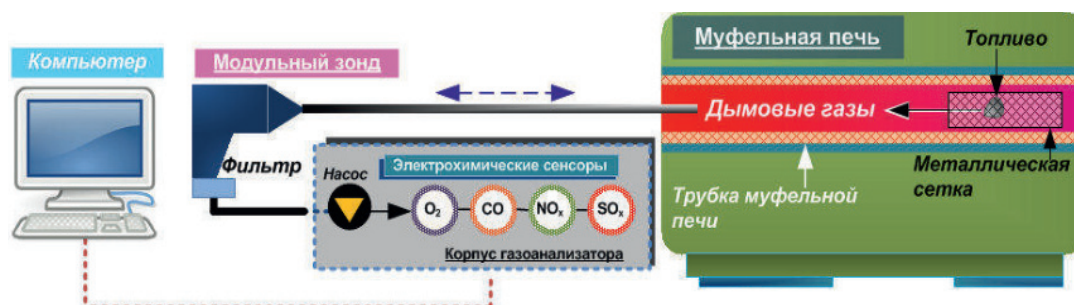 Компьютер
Модульный зонд
Муфельная печь
Топливо
Дымовые газы
Фильтр
Насос
Электрохимические сенсоры
O₂
CO
NOₓ
SOₓ
Корпус газоанализатора
Трубка муфельной
печи
Металлическая
сетка